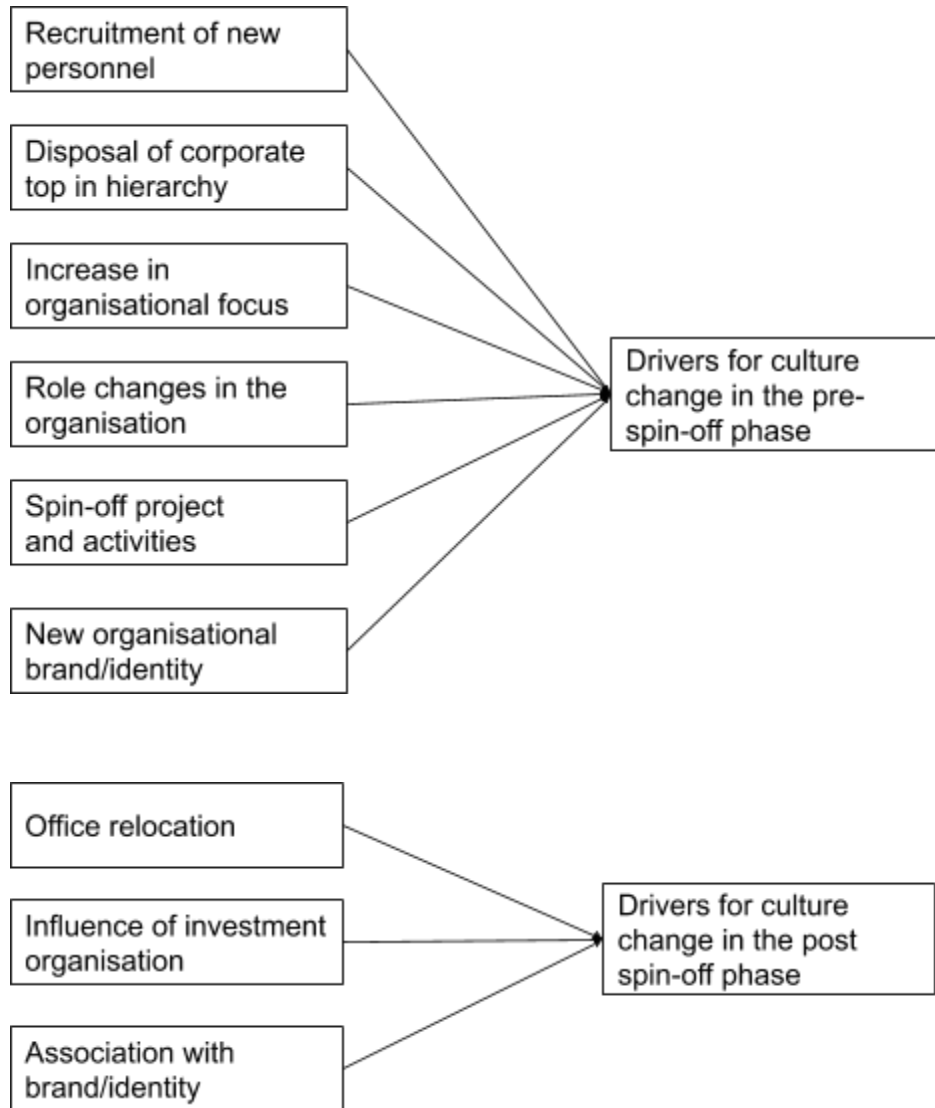 Recruitment of new
personnel
Disposal of corporate
top in hierarchy
Increase in
organisational focus
Role changes in the
organisation
Spin-off project
and activities
New organisational
brand/identity
Drivers for culture
change in the pre-
spin-off phase
Office relocation
Influence of investment
organisation
Association with
brand/identity
Drivers for culture
change in the post
spin-off phase